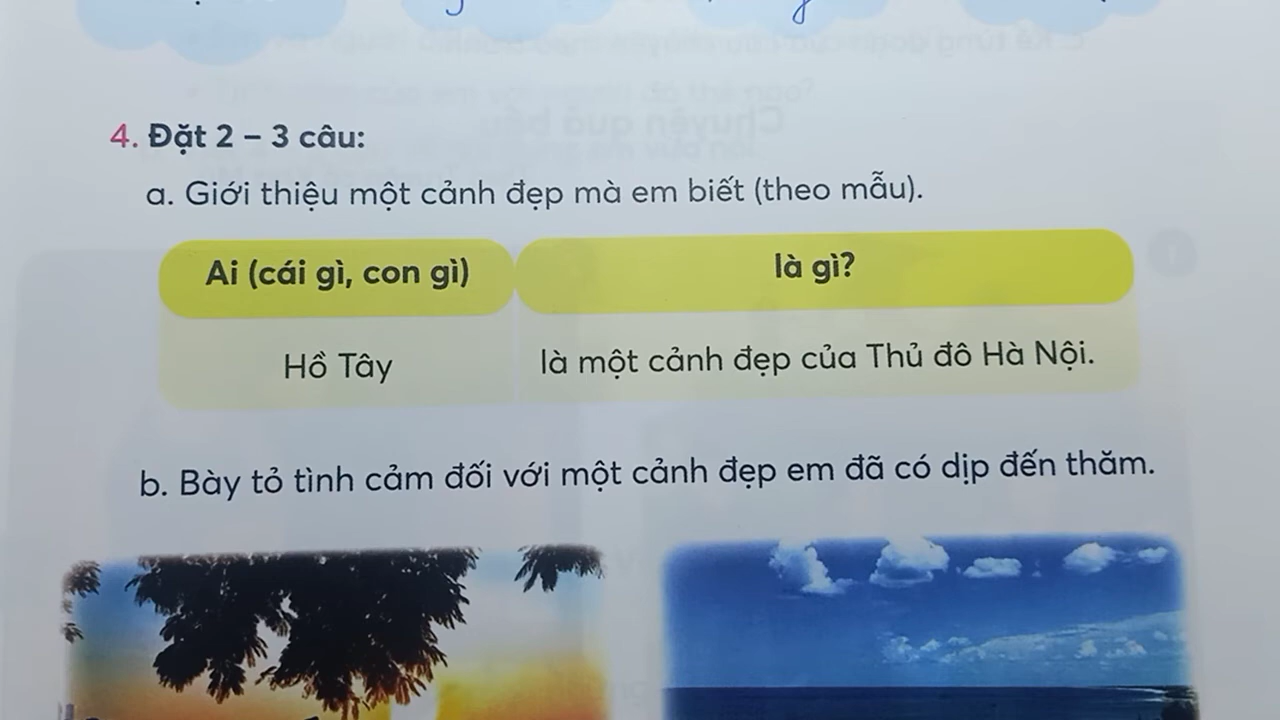 4. Đặt 2 – 3 câu:
a. Giới thiệu một cảnh đẹp mà em biết (theo mẫu).
Ai (cái gì, con gì) là gì?
Hồ Tây là một cảnh đẹp của Thủ đô Hà Nội.
b. Bày tỏ tình cảm đối với một cảnh đẹp em đã có dịp đến thăm.